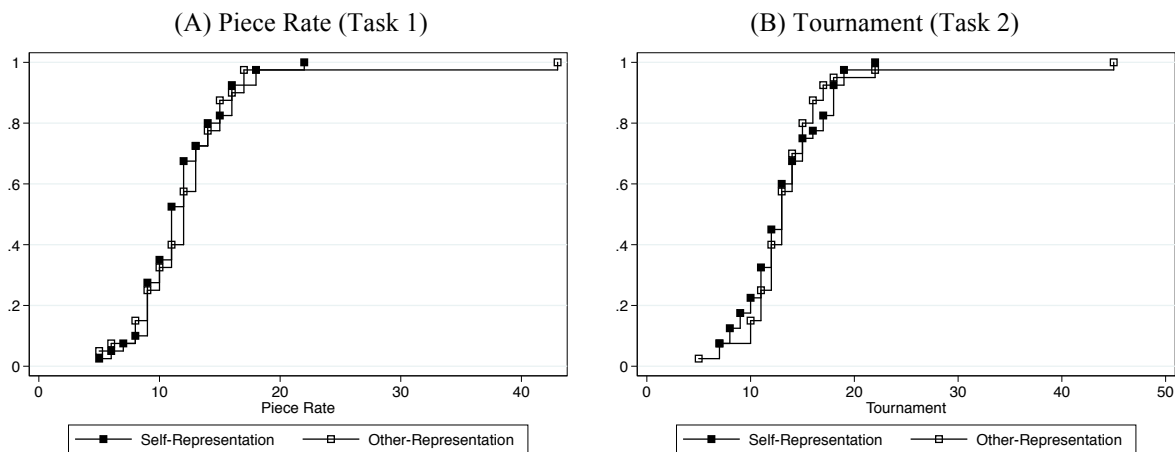 (A) Piece Rate (Task 1)
(B) Tournament (Task 2)
1
.8
.6
.4
.2
0
0 10 20 30 40
Piece Rate
Self-Representation Other-Representation
1
.8
.6
.4
.2
0
0 10 20 30 40 50
Tournament
Self-Representation Other-Representation